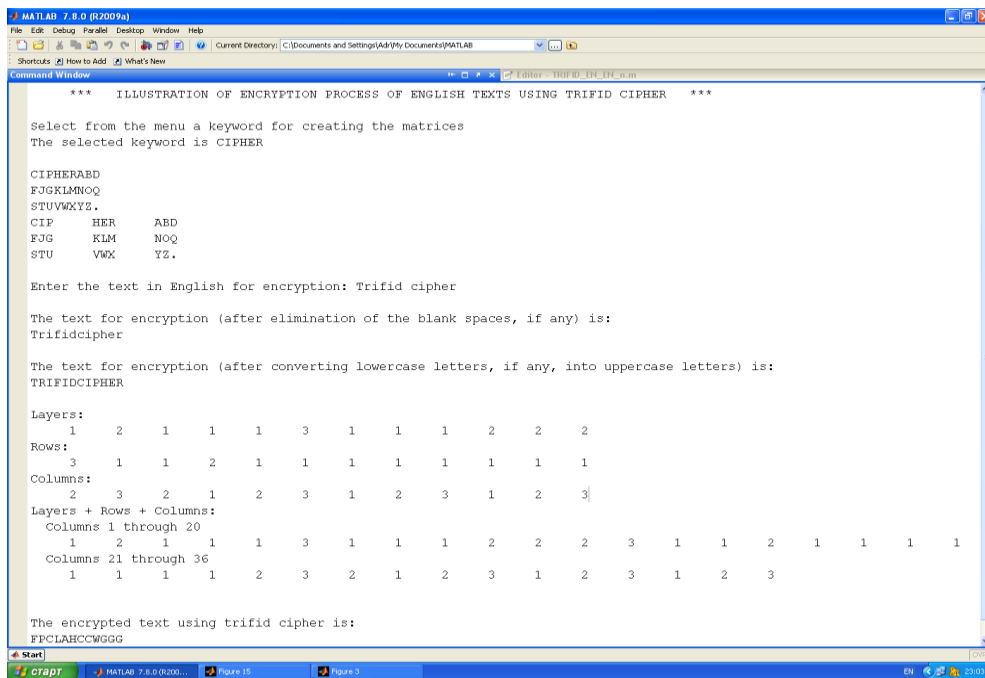 MATLAB 7.8.0 (R2009a)
File Edit Debug Parallel Desktop Window Help
Current Directory: C:\Documents and Settings\Adr\My Documents\MATLAB
Shortcuts How to Add What's New
Command Window Editor - TRIFID_EN_EN_n.m
*** ILLUSTRATION OF ENCRYPTION PROCESS OF ENGLISH TEXTS USING TRIFID CIPHER ***
Select from the menu a keyword for creating the matrices
The selected keyword is CIPHER
CIPHERABD
FJGKLMNOQ
STUVWXYZ.
CIP HER ABD
FJG KLM NOQ
STU VWX YZ.
Enter the text in English for encryption: Trifid cipher
The text for encryption (after elimination of the blank spaces, if any) is:
Trifidcipher
The text for encryption (after converting lowercase letters, if any, into uppercase letters) is:
TRIFIDCIPHER
Layers:
1 2 1 1 1 3 1 1 1 2 2 2
Rows:
3 1 1 2 1 1 1 1 1 1 1 1
Columns:
2 3 2 1 2 3 1 2 3 1 2 3
Layers + Rows + Columns:
Columns 1 through 20
1 2 1 1 1 3 1 1 1 2 2 2 3 1 1 2 1 1 1 1
Columns 21 through 36
1 1 1 1 2 3 2 1 2 3 1 2 3 1 2 3
The encrypted text using trifid cipher is:
FPCLAHCCWGGG
Start
старт MATLAB 7.8.0 (R200... Figure 15 Figure 3 EN 23:03